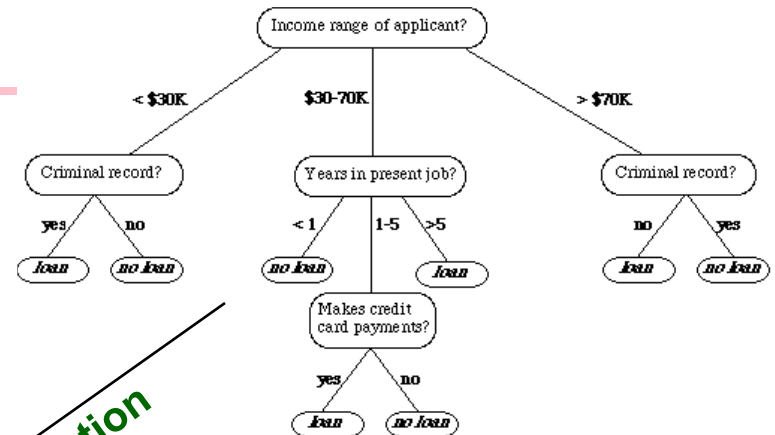 Income range of applicant?
< $30K
$30-70K
> $70K
Criminal record?
Years in present job?
Criminal record?
yes
no
< 1
1-5
>5
no
yes
loan
no loan
no loan
loan
loan
no loan
Makes credit
card payments?
yes
no
loan
no loan